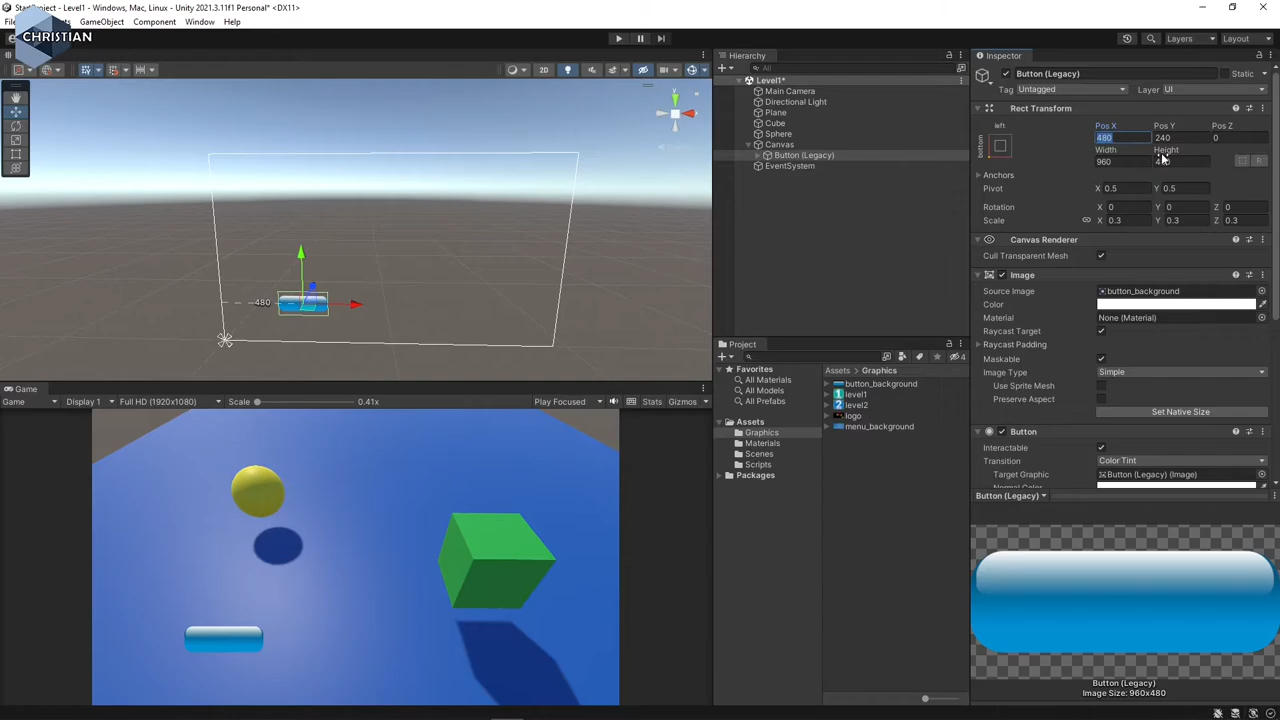 StartProject - Level1 - Windows, Mac, Linux - Unity 2021.3.11f1 Personal* <DX11>
GameObject Component Window Help
CHRISTIAN
Layers Layout
2D
480
Game
Game Display 1 Full HD (1920x1080) Scale 0.41x Play Focused Stats Gizmos
Hierarchy
All
Level1*
Main Camera
Directional Light
Plane
Cube
Sphere
Canvas
Button (Legacy)
EventSystem
Project
4
Favorites
All Materials
All Models
All Prefabs
Assets
Graphics
Materials
Scenes
Scripts
Packages
Assets Graphics
button_background
level1
level2
logo
menu_background
Inspector
Button (Legacy) Static
Tag Untagged Layer UI
Rect Transform
left Pos X Pos Y Pos Z
bottom 480 240 0
Width Height
960
R
Anchors
Pivot X 0.5 Y 0.5
Rotation X 0 Y 0 Z 0
Scale X 0.3 Y 0.3 Z 0.3
Canvas Renderer
Cull Transparent Mesh
Image
Source Image button_background
Color
Material None (Material)
Raycast Target
Raycast Padding
Maskable
Image Type Simple
Use Sprite Mesh
Preserve Aspect
Set Native Size
Button
Interactable
Transition Color Tint
Target Graphic Button (Legacy) (Image)
Button (Legacy)
Button (Legacy)
Image Size: 960x480